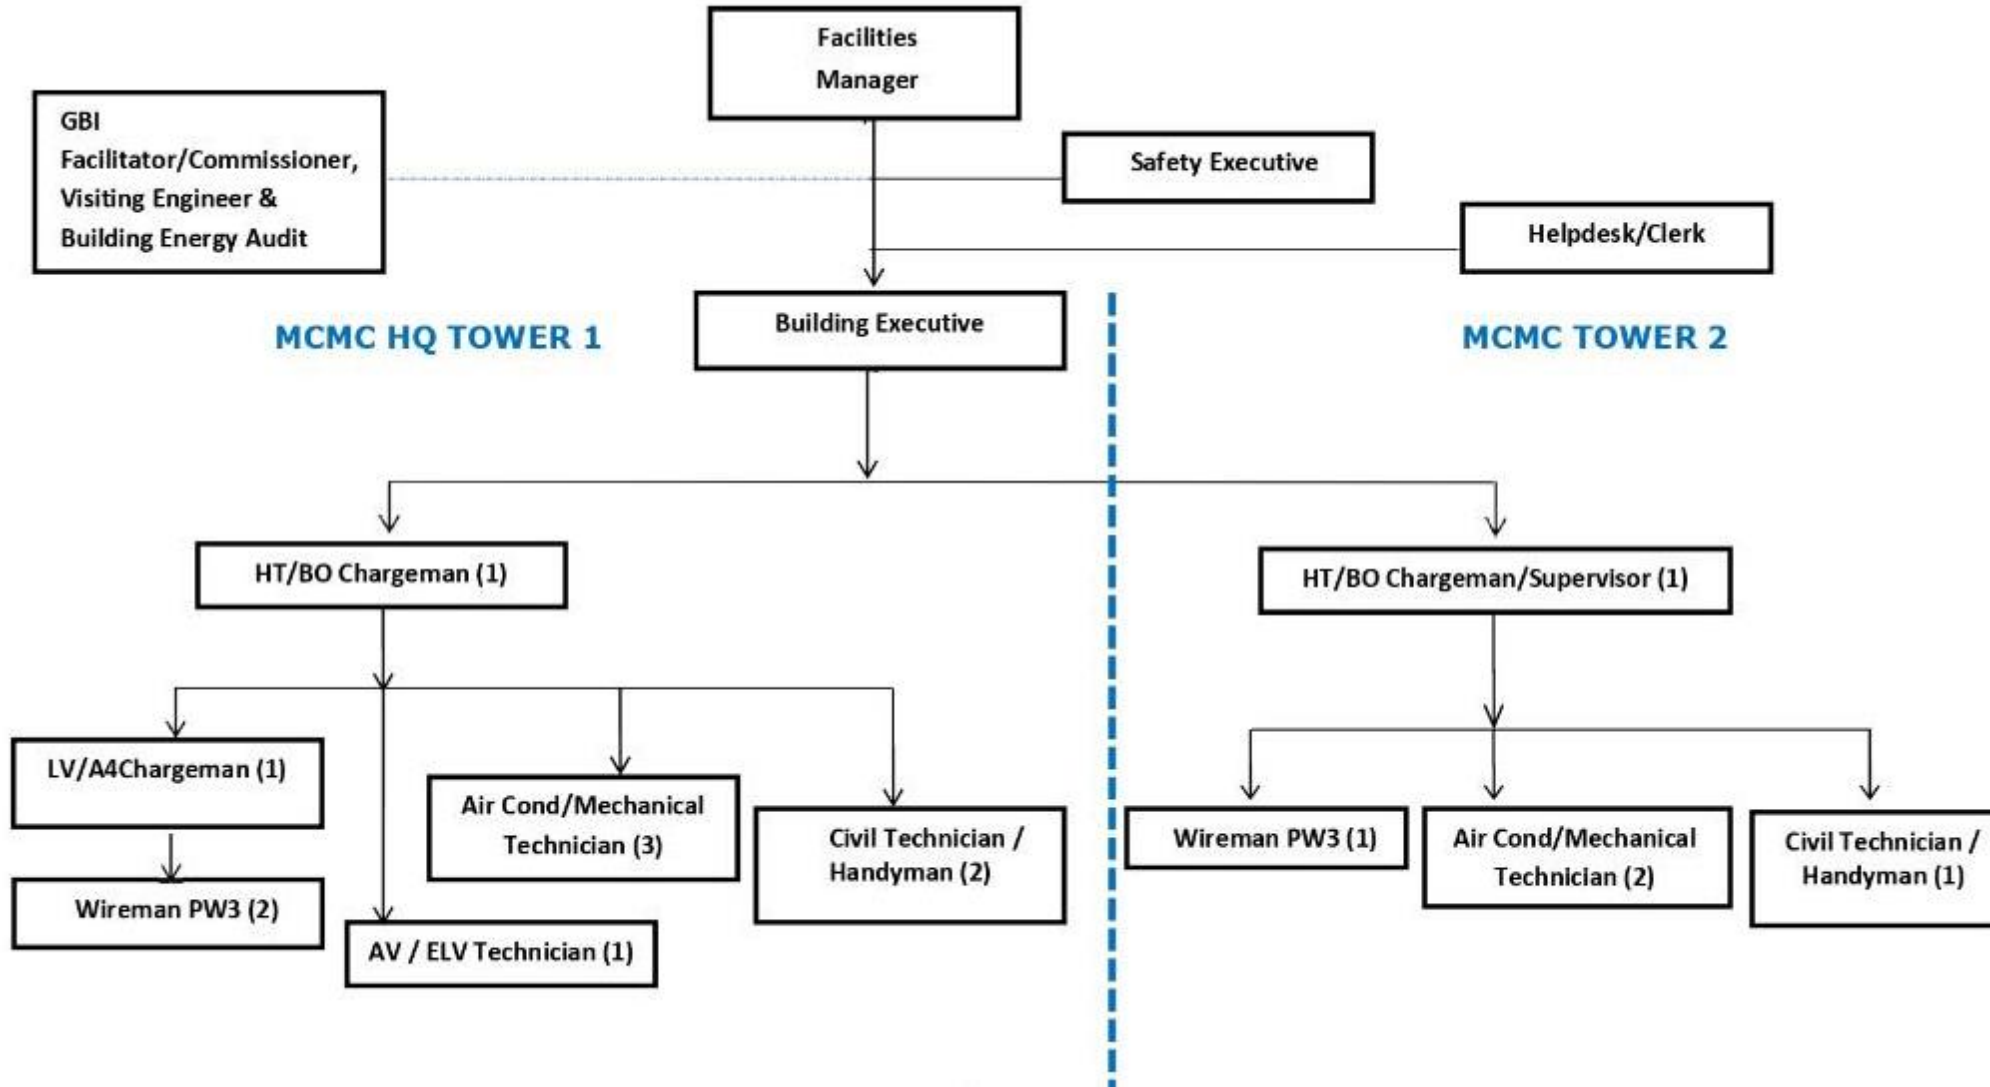 Facilities
Manager
GBI
Facilitator/Commissioner,
Visiting Engineer &
Building Energy Audit
Safety Executive
Helpdesk/Clerk
Building Executive
MCMC HQ TOWER 1
MCMC TOWER 2
HT/BO Chargeman (1)
HT/BO Chargeman/Supervisor (1)
LV/A4Chargeman (1)
Air Cond/Mechanical
Technician (3)
Civil Technician /
Handyman (2)
Wireman PW3 (2)
AV / ELV Technician (1)
Wireman PW3 (1)
Air Cond/Mechanical
Technician (2)
Civil Technician /
Handyman (1)